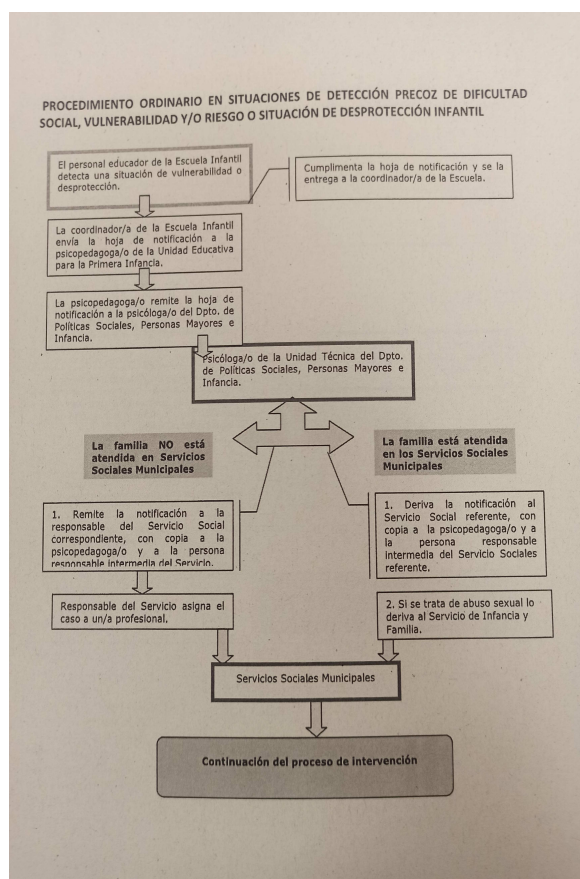 PROCEDIMIENTO ORDINARIO EN SITUACIONES DE DETECCIÓN PRECOZ DE DIFICULTAD
SOCIAL, VULNERABILIDAD Y/O RIESGO O SITUACIÓN DE DESPROTECCIÓN INFANTIL
El personal educador de la Escuela Infantil
detecta una situación de vulnerabilidad o
desprotección.
Cumplimenta la hoja de notificación y se la
entrega a la coordinador/a de la Escuela.
La coordinador/a de la Escuela Infantil
envía la hoja de notificación a la
psicopedagoga/o de la Unidad Educativa
para la Primera Infancia.
La psicopedagoga/o remite la hoja de
notificación a la psicóloga/o del Dpto. de
Políticas Sociales, Personas Mayores e
Infancia.
Psicóloga/o de la Unidad Técnica del Dpto.
de Políticas Sociales, Personas Mayores e
Infancia.
La familia NO está
atendida en Servicios
Sociales Municipales
La familia está atendida
en los Servicios Sociales
Municipales
1. Remite la notificación a la
responsable del Servicio Social
correspondiente, con copia a la
psicopedagoga/o y a la persona
responsable intermedia del Servicio.
1. Deriva la notificación al
Servicio Social referente, con
copia a la psicopedagoga/o y a
la persona responsable
intermedia del Servicio Sociales
referente.
Responsable del Servicio asigna el
caso a un/a profesional.
2. Si se trata de abuso sexual lo
deriva al Servicio de Infancia y
Familia.
Servicios Sociales Municipales
Continuación del proceso de intervención